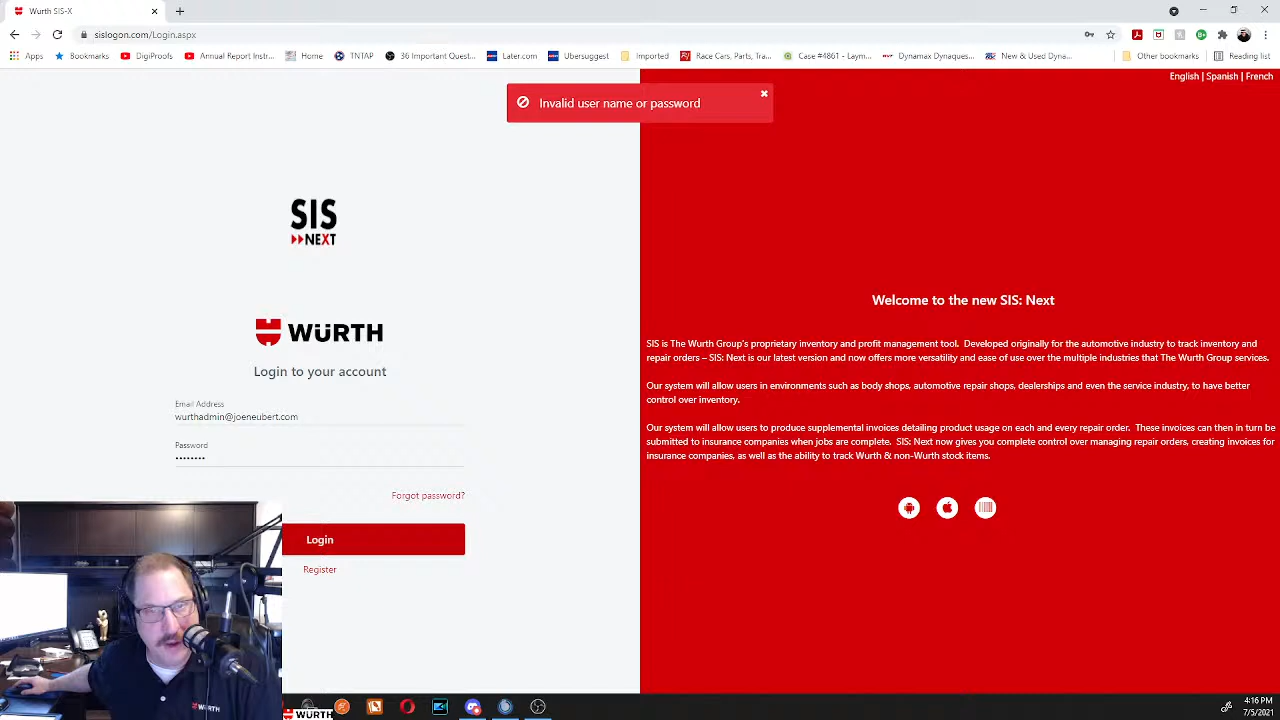 Würth SIS-X
sislogon.com/Login.aspx
Apps
Bookmarks
DigiProofs
Annual Report Instr...
Home
TNTAP
36 Important Quest...
Later.com
Ubersuggest
Imported
Race Cars, Parts, Tra...
Case #4861 - Laym...
Dynamax Dynagaxs...
New & Used Dyna...
Other bookmarks
Reading list
English | Spanish | French
Invalid user name or password
SIS
NEXT
WÜRTH
Login to your account
Email Address
wurthadmin@joeneubert.com
Password
Forgot password?
Login
Register
Welcome to the new SIS: Next
SIS is The Wurth Group's proprietary inventory and profit management tool. Developed originally for the automotive industry to track inventory and
repair orders – SIS: Next is our latest version and now offers more versatility and ease of use over the multiple industries that The Wurth Group services.
Our system will allow users in environments such as body shops, automotive repair shops, dealerships and even the service industry, to have better
control over inventory.
Our system will allow users to produce supplemental invoices detailing product usage on each and every repair order. These invoices can then in turn be
submitted to insurance companies when jobs are complete. SIS: Next now gives you complete control over managing repair orders, creating invoices for
insurance companies, as well as the ability to track Wurth & non-Wurth stock items.
WÜRTH
WÜRTH
4:16 PM
7/5/2021